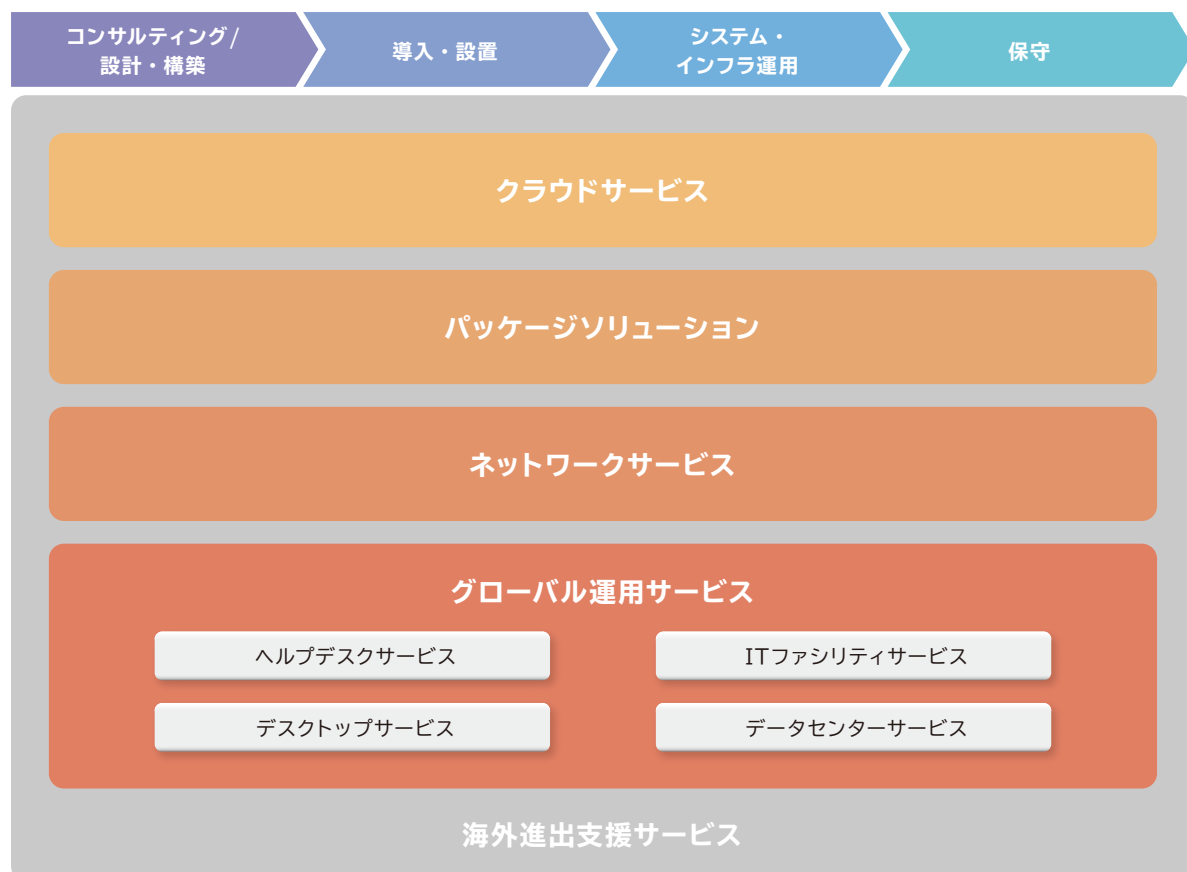 コンサルティング/
設計・構築
導入・設置
システム・
インフラ運用
保守
クラウドサービス
パッケージソリューション
ネットワークサービス
グローバル運用サービス
ヘルプデスクサービス
ITファシリティサービス
デスクトップサービス
データセンターサービス
海外進出支援サービス